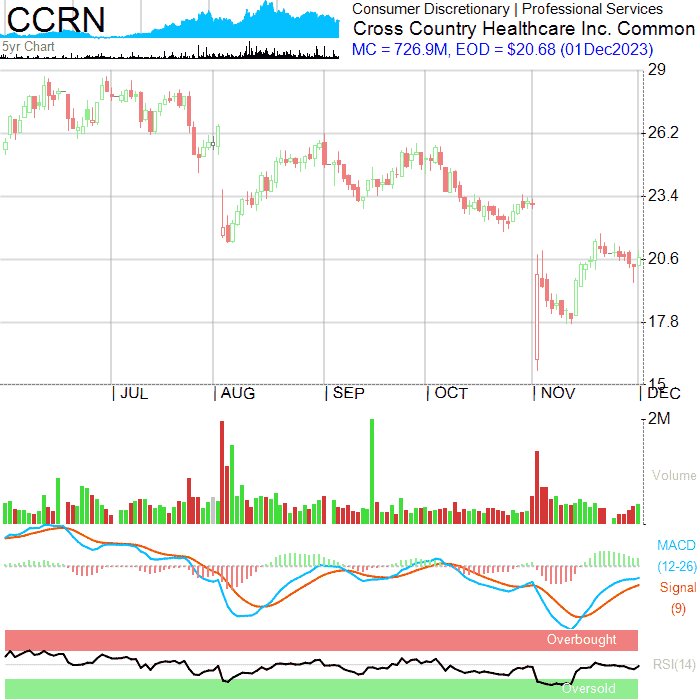 CCRN
5yr Chart
Consumer Discretionary | Professional Services
Cross Country Healthcare Inc. Common
MC = 726.9M, EOD = $20.68 (01Dec2023)
29
26.2
23.4
20.6
17.8
15
JUL
AUG
SEP
OCT
NOV
DEC
2M
Volume
MACD
(12-26)
Signal
(9)
Overbought
RSI(14)
Oversold